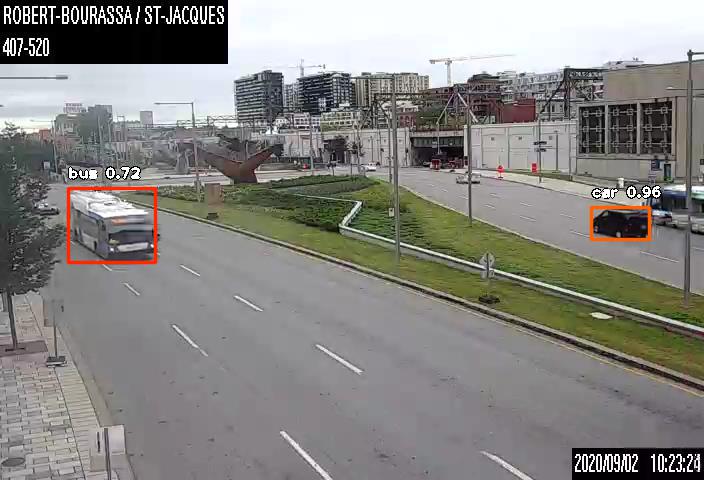 ROBERT-BOURASSA / ST-JACQUES
407-520
bus 0.72
car 0.96
2020/09/02 10:23:24